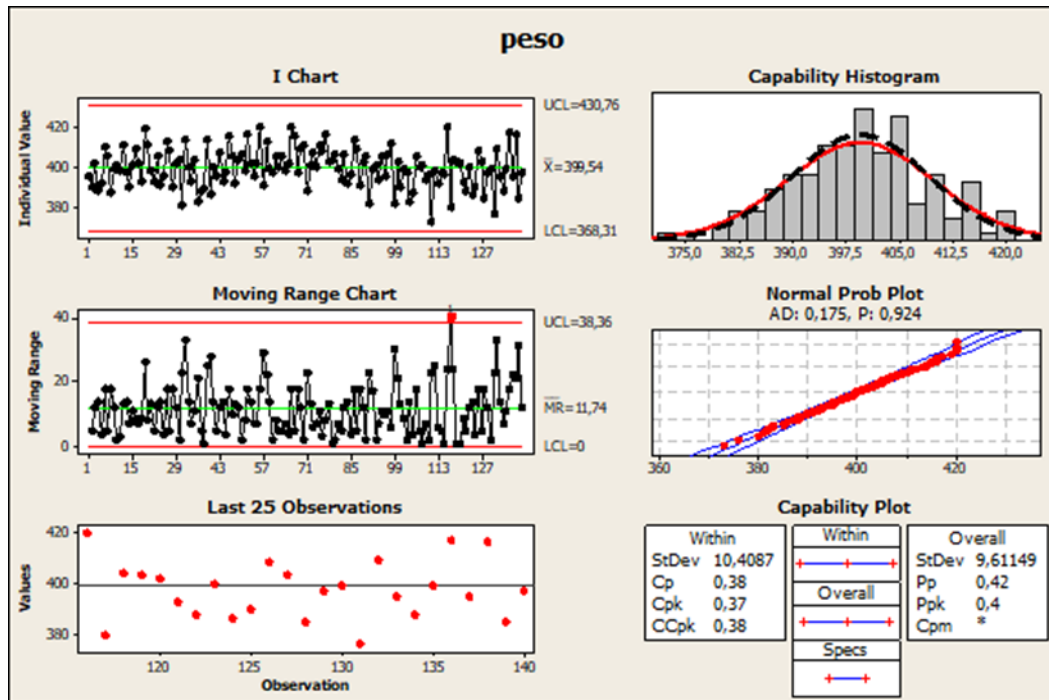 peso
I Chart
Individual Value
420
400
380
UCL=430,76
X=399,54
LCL=368,31
1 15 29 43 57 71 85 99 113 127
Capability Histogram
375,0 382,5 390,0 397,5 405,0 412,5 420,0
Moving Range Chart
Moving Range
40
20
0
UCL=38,36
MR=11,74
LCL=0
1 15 29 43 57 71 85 99 113 127
Normal Prob Plot
AD: 0,175, P: 0,924
360 380 400 420
Last 25 Observations
Values
420
400
380
120 125 130 135 140
Observation
Capability Plot
Within
StDev 10,4087
Cp 0,38
Cpk 0,37
CCpk 0,38
Within
Overall
Specs
Overall
StDev 9,61149
Pp 0,42
Ppk 0,4
Cpm *